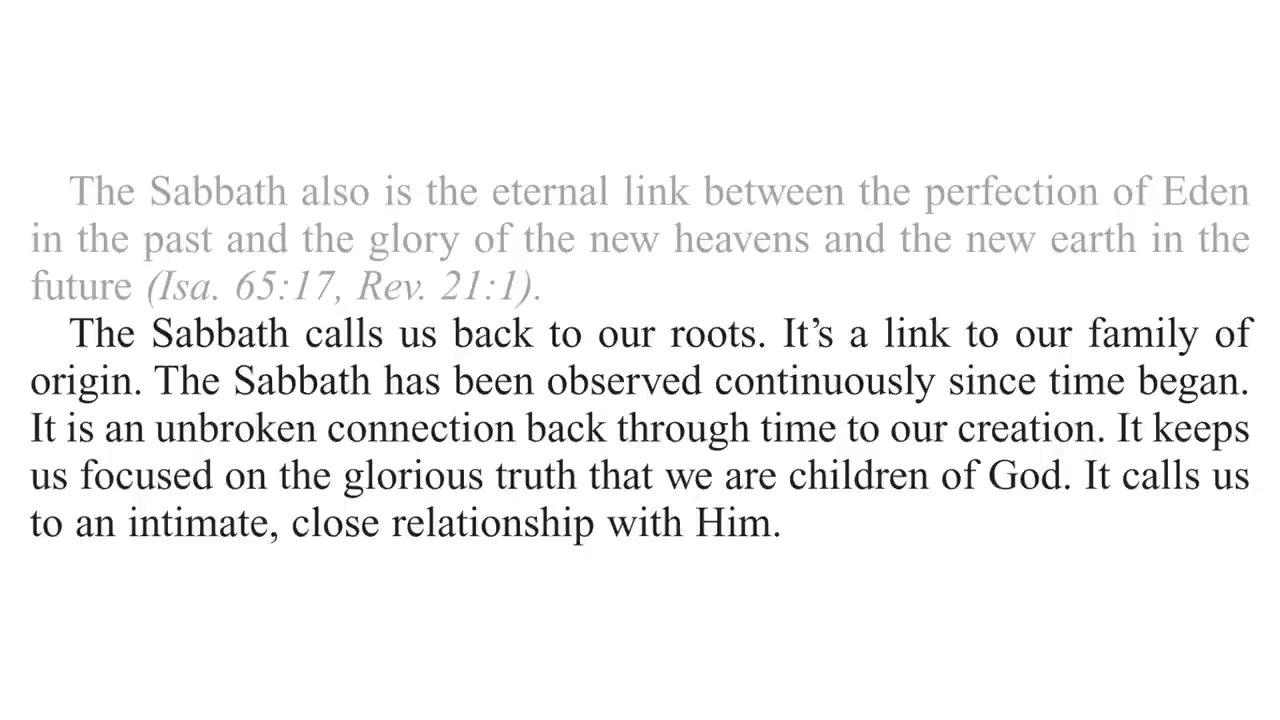 The Sabbath also is the eternal link between the perfection of Eden
in the past and the glory of the new heavens and the new earth in the
future (Isa. 65:17, Rev. 21:1).
The Sabbath calls us back to our roots. It’s a link to our family of
origin. The Sabbath has been observed continuously since time began.
It is an unbroken connection back through time to our creation. It keeps
us focused on the glorious truth that we are children of God. It calls us
to an intimate, close relationship with Him.